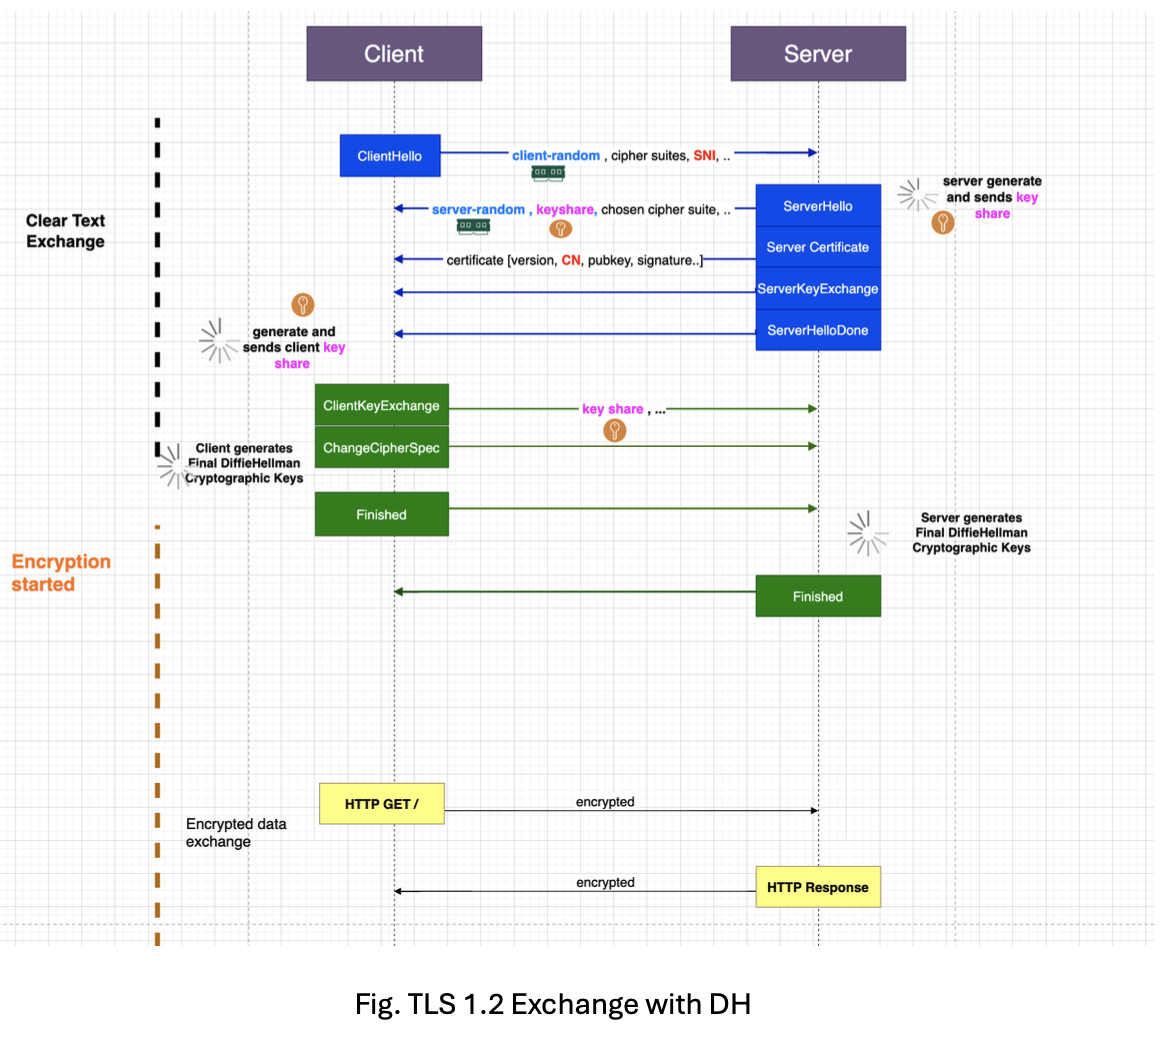 Client
Server
ClientHello
client-random , cipher suites, SNI, ..
server generate
and sends key
share
server-random , keyshare, chosen cipher suite, ..
ServerHello
Clear Text
Exchange
Server Certificate
certificate [version, CN, pubkey, signature..]
ServerKeyExchange
ServerHelloDone
generate and
sends client key
share
ClientKeyExchange
key share , ...
ChangeCipherSpec
Client generates
Final DiffieHellman
Cryptographic Keys
Finished
Server generates
Final DiffieHellman
Cryptographic Keys
Encryption
started
Finished
HTTP GET /
encrypted
Encrypted data
exchange
encrypted
HTTP Response
Fig. TLS 1.2 Exchange with DH